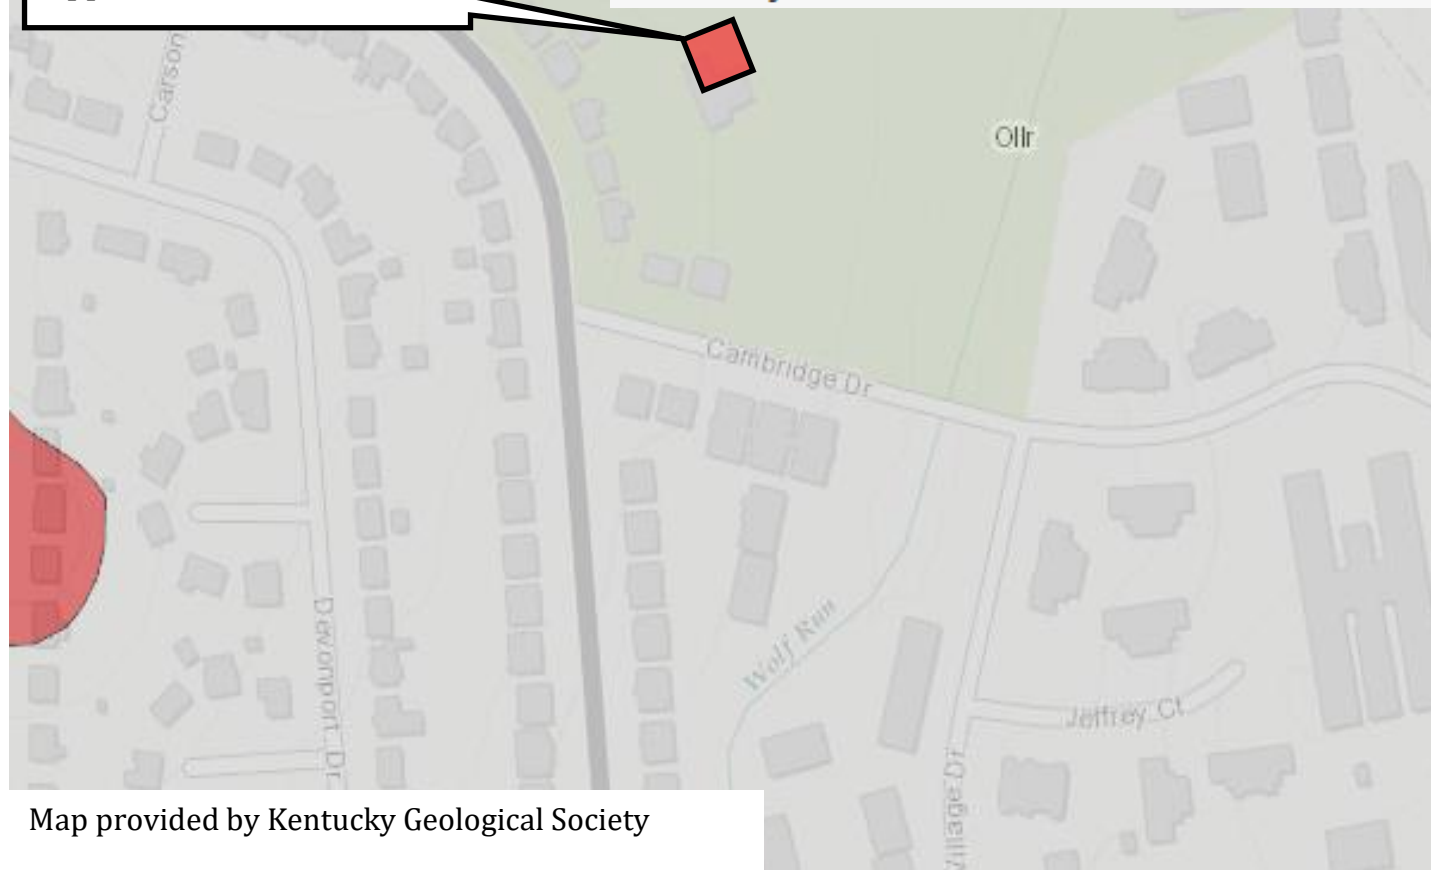 Carson
Ollr
Cambridge Dr
Wolf Run
Devonport Dr
Jeffrey Ct
Village Dr
Map provided by Kentucky Geological Society